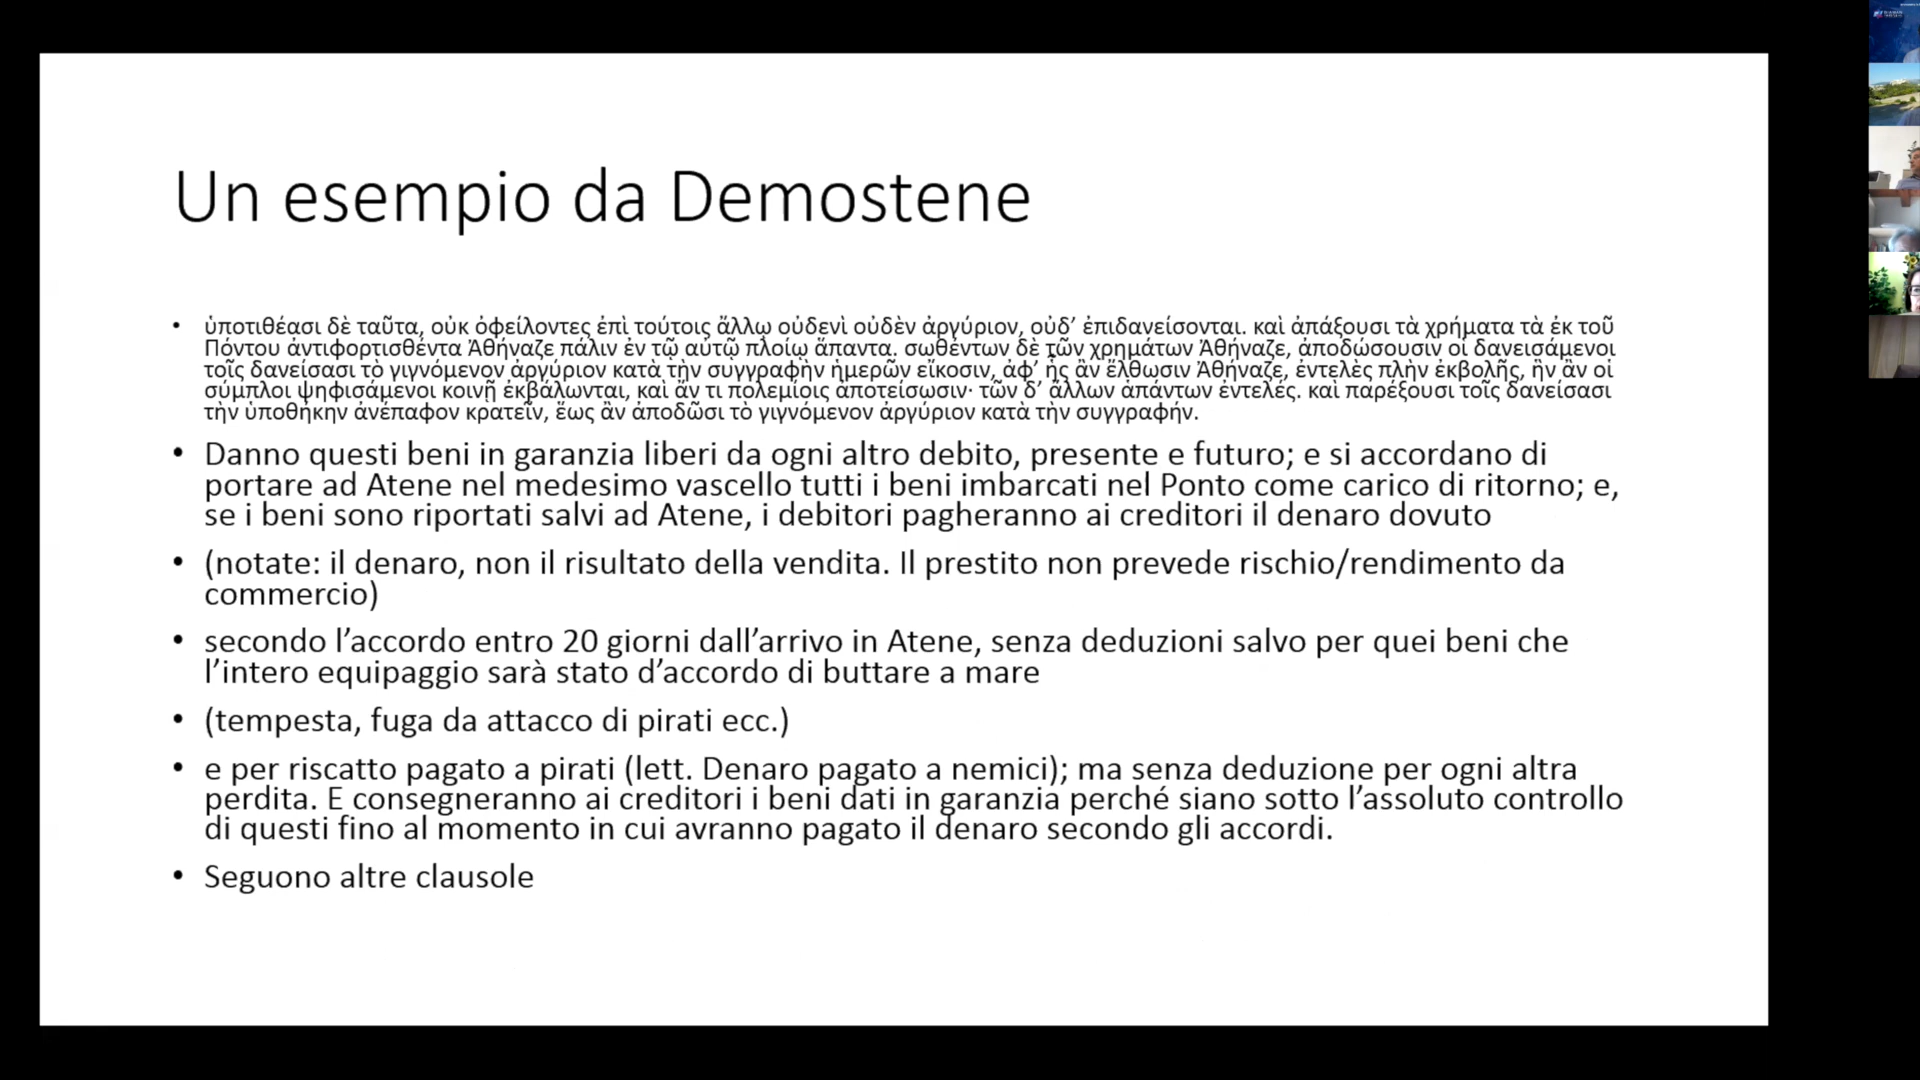 Un esempio da Demostene
• ὑποτιθέασι δὲ ταῦτα, οὐκ ὀφείλοντες ἐπὶ τούτοις ἄλλῳ οὐδενὶ οὐδὲν ἀργύριον, οὐδ’ ἐπιδανείσονται. καὶ ἀπάξουσι τὰ χρήματα τὰ ἐκ τοῦ
Πόντου ἀντιφορτισθέντα Ἀθήναζε πάλιν ἐν τῷ αὐτῷ πλοίῳ ἅπαντα. σωθέντων δὲ τῶν χρημάτων Ἀθήναζε, ἀποδώσουσιν οἱ δανεισάμενοι
τοῖς δανείσασι τὸ γιγνόμενον ἀργύριον κατὰ τὴν συγγραφὴν ἡμερῶν εἴκοσιν, ἀφ’ ἧς ἂν ἔλθωσιν Ἀθήναζε, ἐντελὲς πλὴν ἐκβολῆς, ἣν ἂν οἱ
σύμπλοι ψηφισάμενοι κοινῇ ἐκβάλωνται, καὶ ἄν τι πολεμίοις ἀποτείσωσιν· τῶν δ’ ἄλλων ἁπάντων ἐντελές. καὶ παρέξουσι τοῖς δανείσασι
τὴν ὑποθήκην ἀνέπαφον κρατεῖν, ἕως ἂν ἀποδῶσι τὸ γιγνόμενον ἀργύριον κατὰ τὴν συγγραφήν.
• Danno questi beni in garanzia liberi da ogni altro debito, presente e futuro; e si accordano di
portare ad Atene nel medesimo vascello tutti i beni imbarcati nel Ponto come carico di ritorno; e,
se i beni sono riportati salvi ad Atene, i debitori pagheranno ai creditori il denaro dovuto
• (notate: il denaro, non il risultato della vendita. Il prestito non prevede rischio/rendimento da
commercio)
• secondo l’accordo entro 20 giorni dall’arrivo in Atene, senza deduzioni salvo per quei beni che
l’intero equipaggio sarà stato d’accordo di buttare a mare
• (tempesta, fuga da attacco di pirati ecc.)
• e per riscatto pagato a pirati (lett. Denaro pagato a nemici); ma senza deduzione per ogni altra
perdita. E consegneranno ai creditori i beni dati in garanzia perché siano sotto l’assoluto controllo
di questi fino al momento in cui avranno pagato il denaro secondo gli accordi.
• Seguono altre clausole